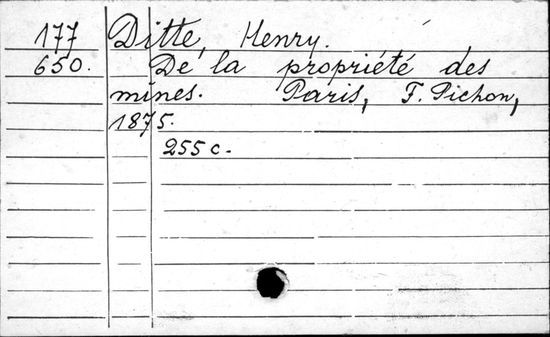 177 Ditte, Henry.
650. De la propriété des
mines. Paris, F. Pichon,
1875.
255 c.